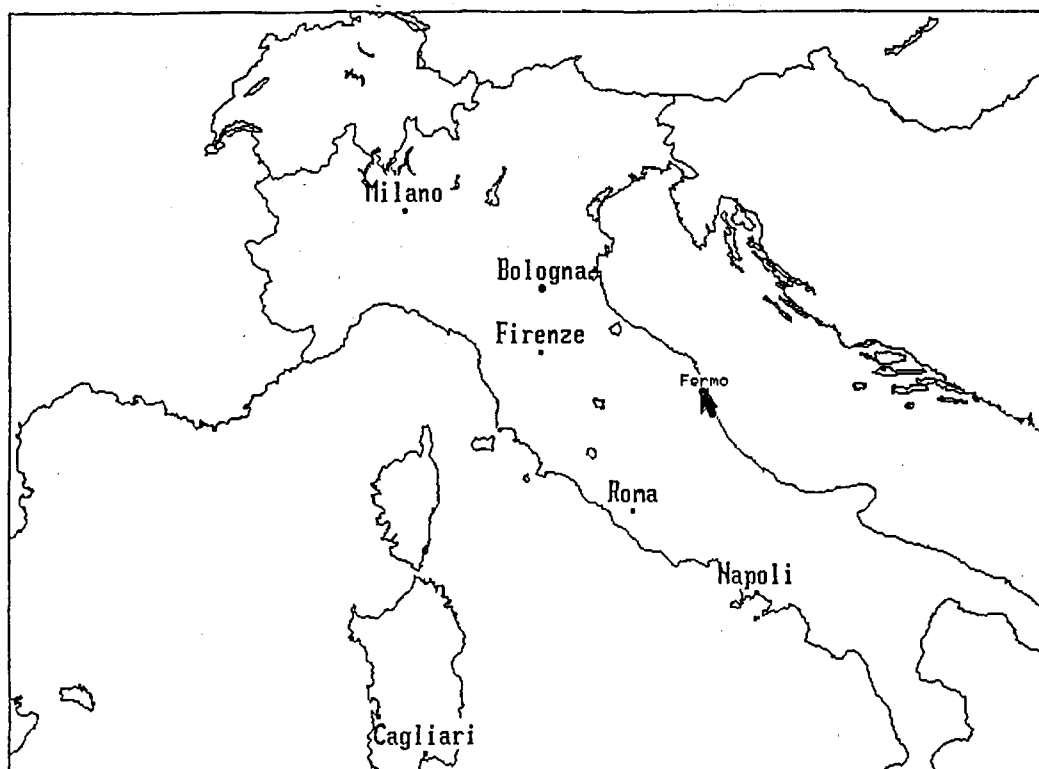 Milano
Bologna
Firenze
Fermo
Roma
Napoli
Cagliari